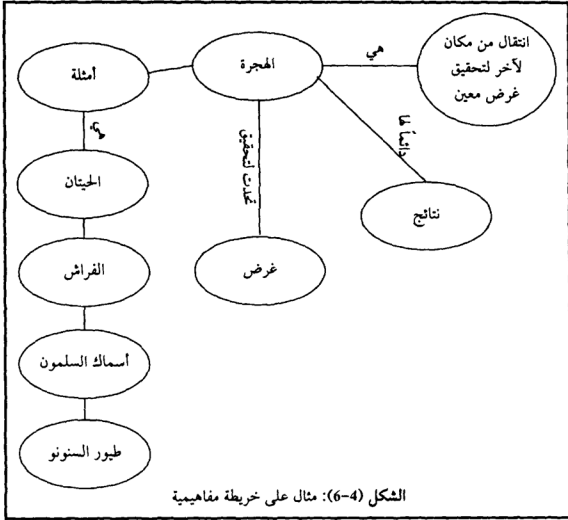 انتقال من مكان
لآخر لتحقيق
غرض معين
هي
الهجرة
أمثلة
هي
تحدث لتحقيق
دائماً لها
الحيتان
نتائج
الفراش
غرض
أسماك السلمون
طيور السنونو
الشكل (4-6): مثال على خريطة مفاهيمية